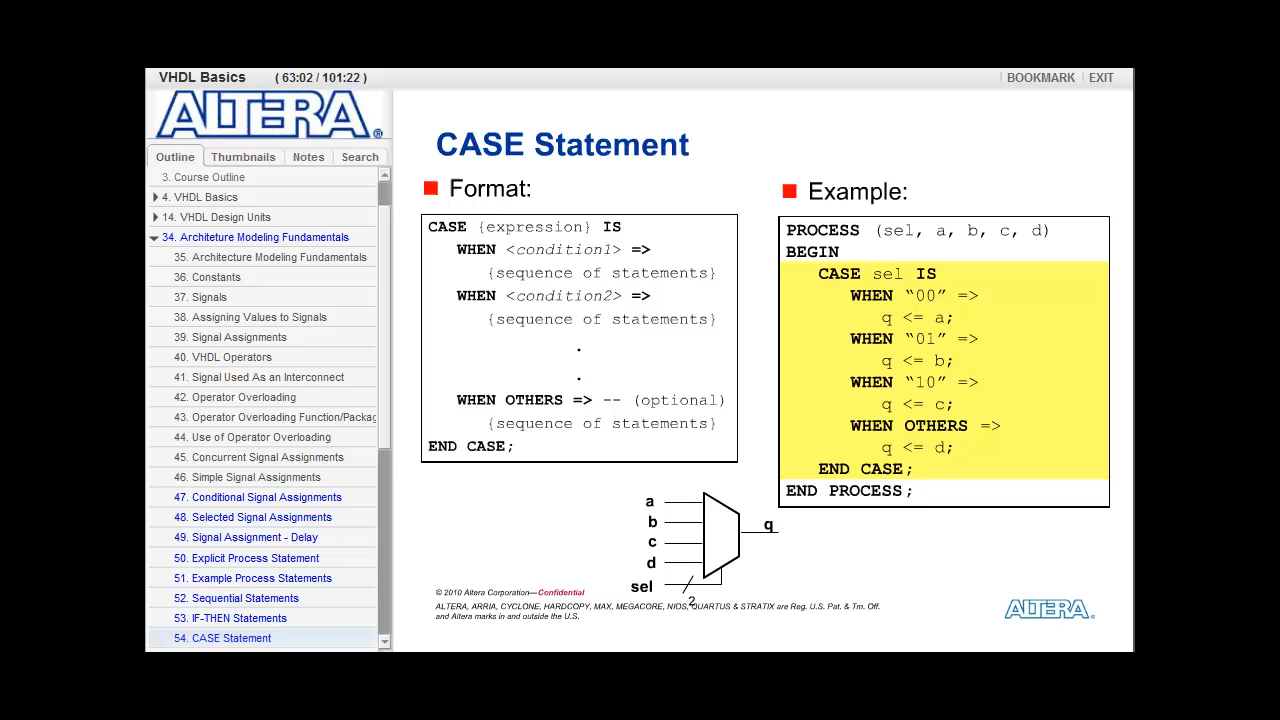 VHDL Basics ( 63:02 / 101:22 )
BOOKMARK EXIT
ALTERA®
Outline Thumbnails Notes Search
3. Course Outline
4. VHDL Basics
14. VHDL Design Units
34. Architeture Modeling Fundamentals
35. Architecture Modeling Fundamentals
36. Constants
37. Signals
38. Assigning Values to Signals
39. Signal Assignments
40. VHDL Operators
41. Signal Used As an Interconnect
42. Operator Overloading
43. Operator Overloading Function/Packag
44. Use of Operator Overloading
45. Concurrent Signal Assignments
46. Simple Signal Assignments
47. Conditional Signal Assignments
48. Selected Signal Assignments
49. Signal Assignment - Delay
50. Explicit Process Statement
51. Example Process Statements
52. Sequential Statements
53. IF-THEN Statements
54. CASE Statement
CASE Statement
Format:
CASE {expression} IS
WHEN <condition1> =>
{sequence of statements}
WHEN <condition2> =>
{sequence of statements}
.
.
WHEN OTHERS => -- (optional)
{sequence of statements}
END CASE;
Example:
PROCESS (sel, a, b, c, d)
BEGIN
CASE sel IS
WHEN “00” =>
q <= a;
WHEN “01” =>
q <= b;
WHEN “10” =>
q <= c;
WHEN OTHERS =>
q <= d;
END CASE;
END PROCESS;
a
b
c
d
sel
2
q
© 2010 Altera Corporation—Confidential
ALTERA, ARRIA, CYCLONE, HARDCOPY, MAX, MEGACORE, NIOS, QUARTUS & STRATIX are Reg. U.S. Pat. & Tm. Off.
and Altera marks in and outside the U.S.
ALTERA.